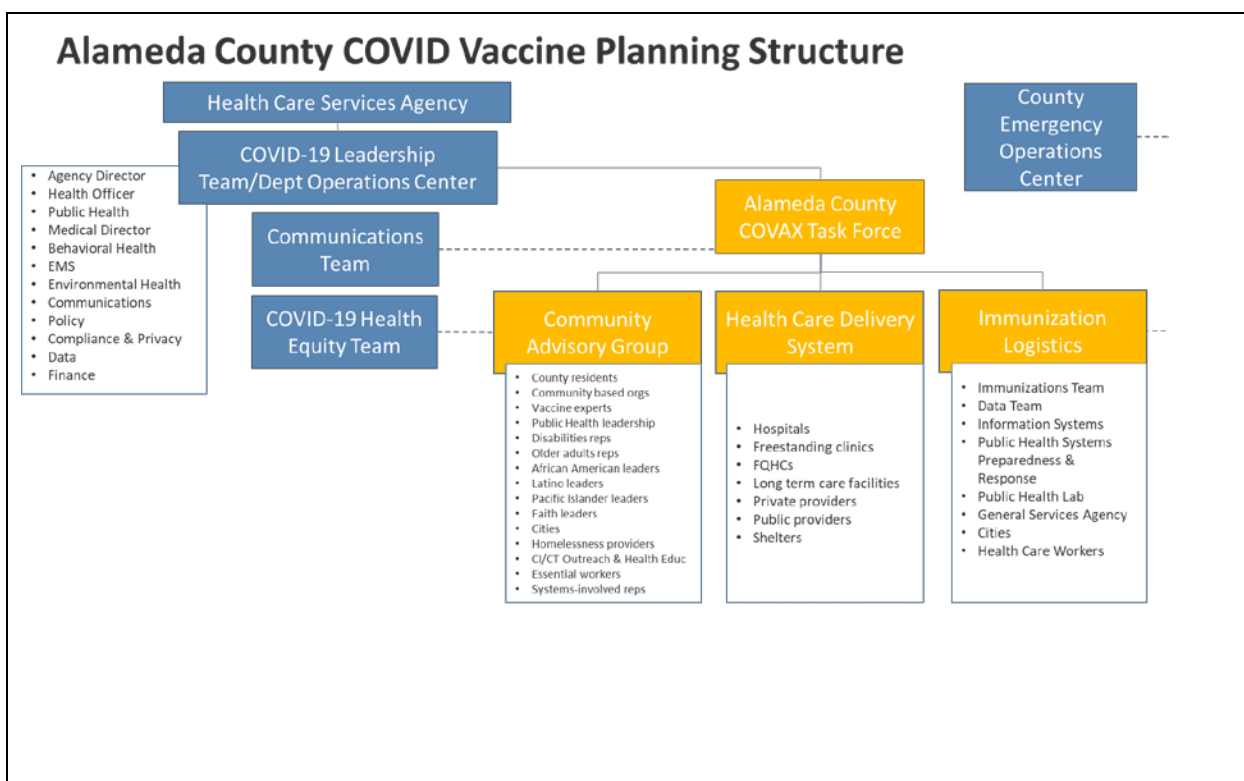 Alameda County COVID Vaccine Planning Structure
Health Care Services Agency
County
Emergency
Operations
Center
COVID-19 Leadership
Team/Dept Operations Center
• Agency Director
• Health Officer
• Public Health
• Medical Director
• Behavioral Health
• EMS
• Environmental Health
• Communications
• Policy
• Compliance & Privacy
• Data
• Finance
Alameda County
COVAX Task Force
Communications
Team
COVID-19 Health
Equity Team
Community
Advisory Group
• County residents
• Community based orgs
• Vaccine experts
• Public Health leadership
• Disabilities reps
• Older adults reps
• African American leaders
• Latino leaders
• Pacific Islander leaders
• Faith leaders
• Cities
• Homelessness providers
• CI/CT Outreach & Health Educ
• Essential workers
• Systems-involved reps
Health Care Delivery
System
• Hospitals
• Freestanding clinics
• FQHCs
• Long term care facilities
• Private providers
• Public providers
• Shelters
Immunization
Logistics
• Immunizations Team
• Data Team
• Information Systems
• Public Health Systems
Preparedness &
Response
• Public Health Lab
• General Services Agency
• Cities
• Health Care Workers